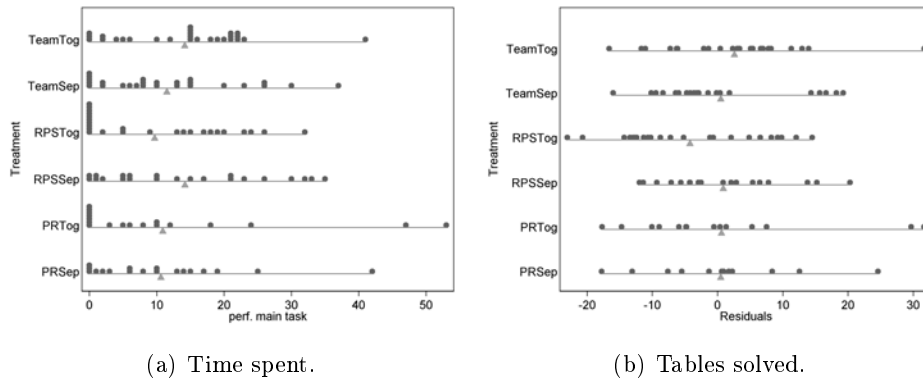 Treatment
TeamTog
TeamSep
RPSTog
RPSSep
PRTog
PRSep
0 10 20 30 40 50
perf. main task
(a) Time spent.
Treatment
TeamTog
TeamSep
RPSTog
RPSSep
PRTog
PRSep
-20 -10 0 10 20 30
Residuals
(b) Tables solved.